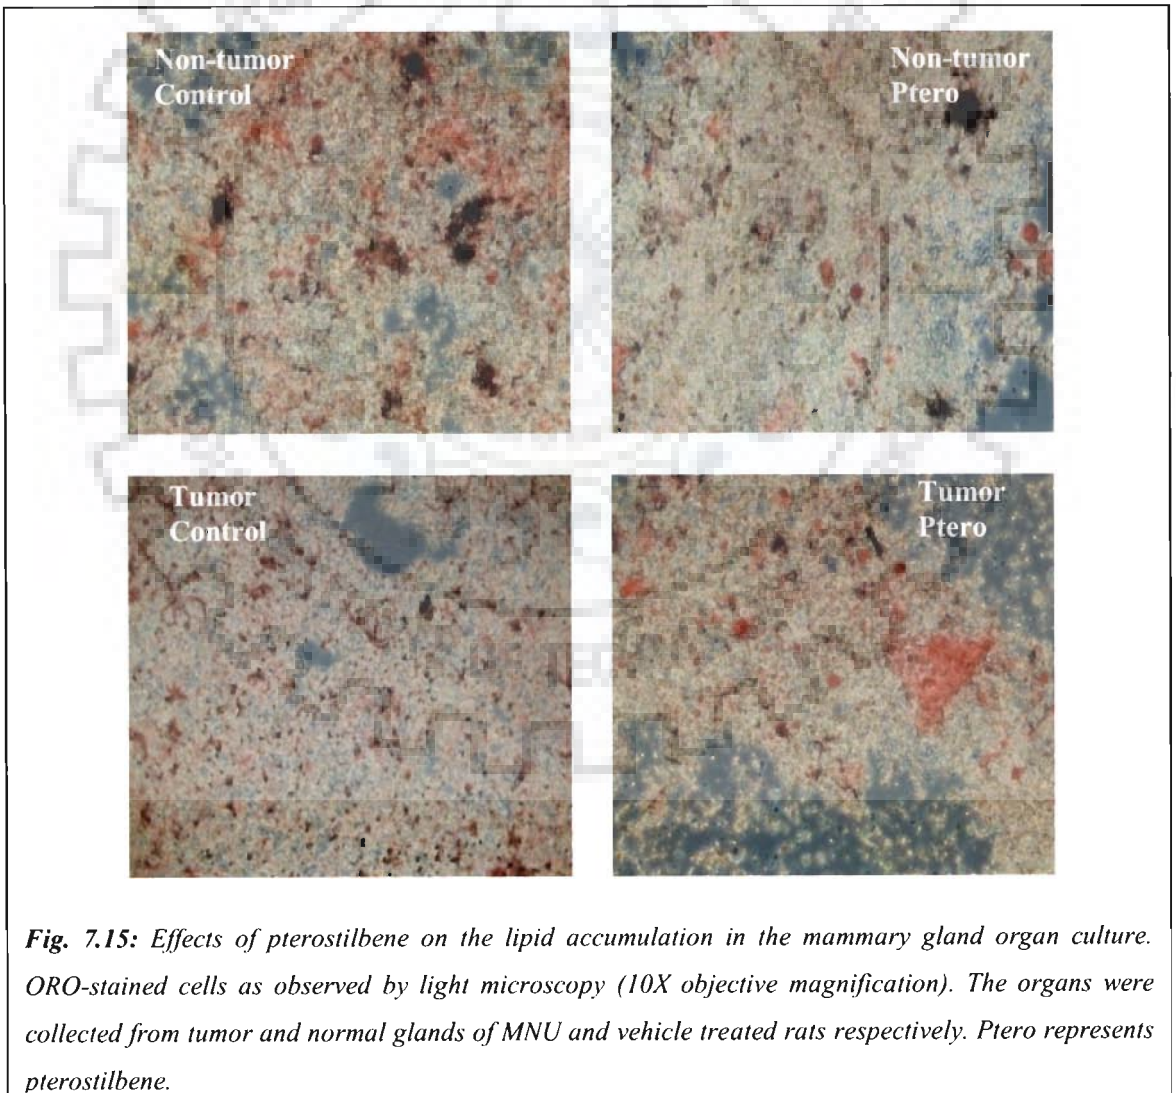 Non-tumor
Control
Non-tumor
Ptero
Tumor
Control
Tumor
Ptero
Fig. 7.15: Effects of pterostilbene on the lipid accumulation in the mammary gland organ culture.
ORO-stained cells as observed by light microscopy (10X objective magnification). The organs were
collected from tumor and normal glands of MNU and vehicle treated rats respectively. Ptero represents
pterostilbene.